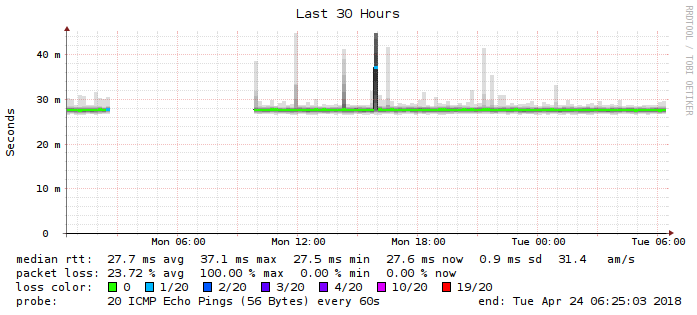 Last 30 Hours
RRDTOOL / TOBI OETIKER
Seconds
40 m
30 m
20 m
10 m
0
Mon 06:00 Mon 12:00 Mon 18:00 Tue 00:00 Tue 06:00
median rtt: 27.7 ms avg 37.1 ms max 27.5 ms min 27.6 ms now 0.9 ms sd 31.4 am/s
packet loss: 23.72 % avg 100.00 % max 0.00 % min 0.00 % now
loss color: 0 1/20 2/20 3/20 4/20 10/20 19/20
probe: 20 ICMP Echo Pings (56 Bytes) every 60s end: Tue Apr 24 06:25:03 2018